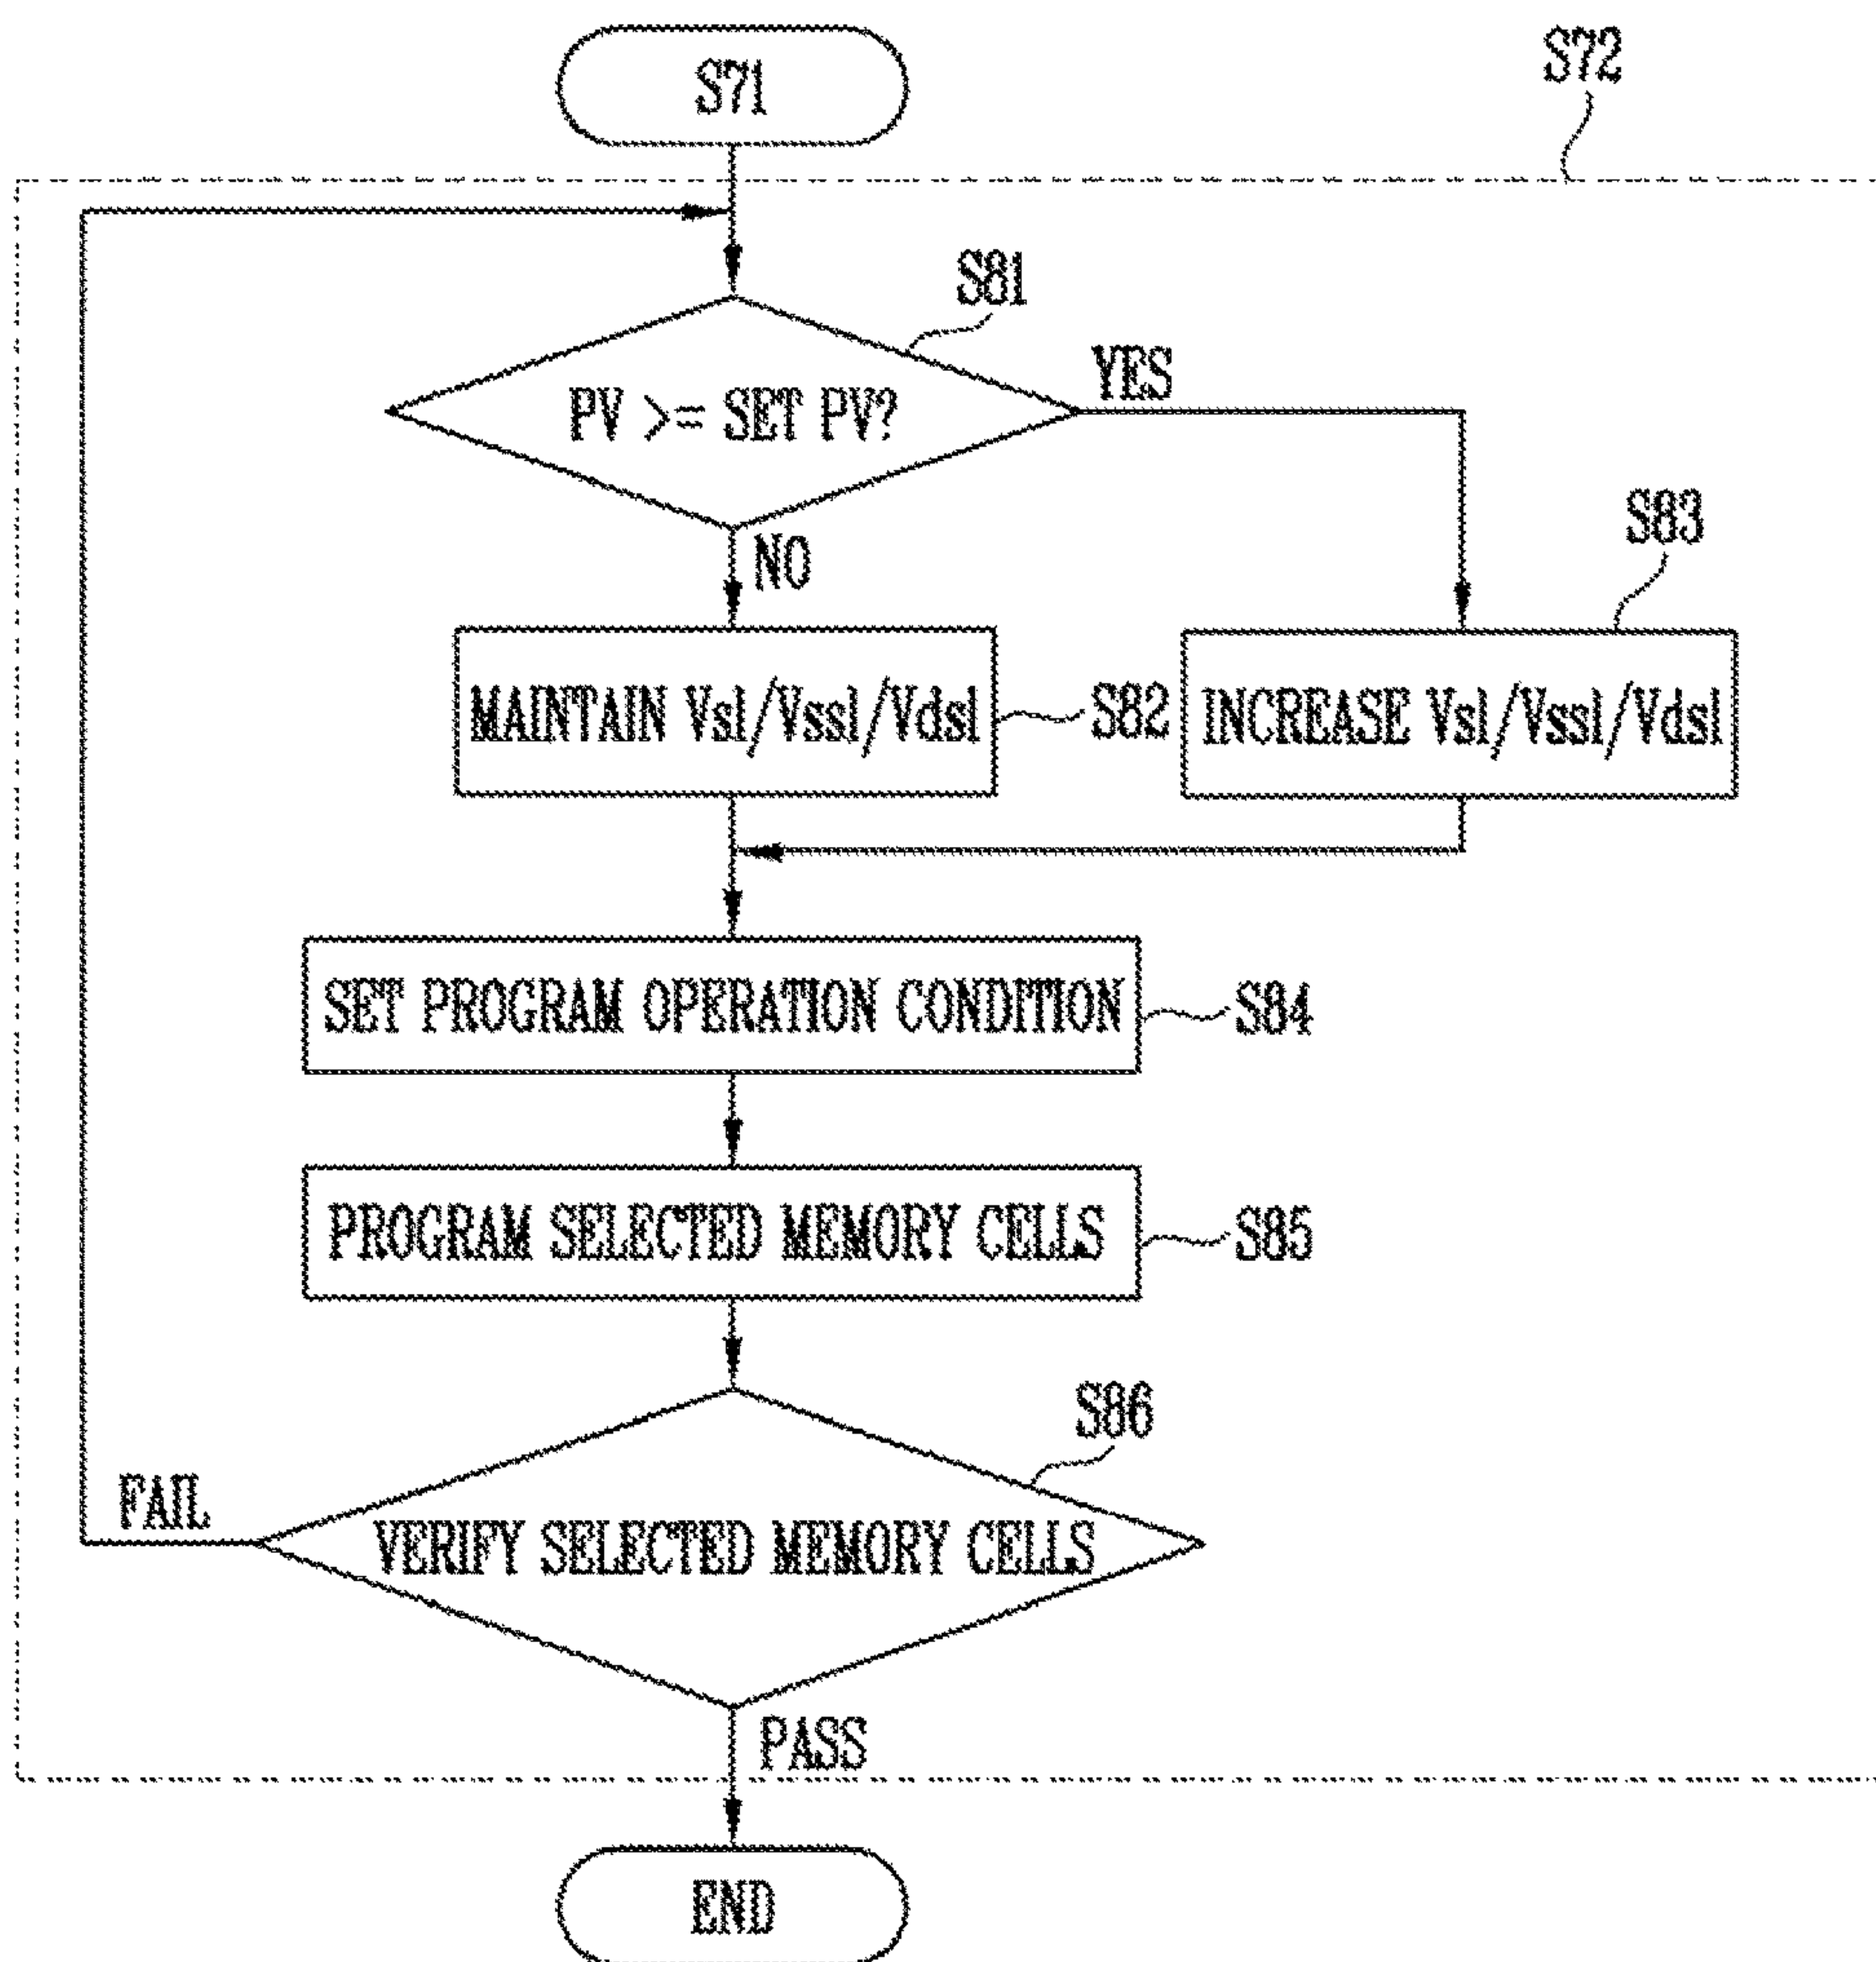 S71
S72
S81
PV >= SET PV?
YES
NO
S83
MAINTAIN Vsl/Vssl/Vdsl
S82
INCREASE Vsl/Vssl/Vdsl
SET PROGRAM OPERATION CONDITION
S84
PROGRAM SELECTED MEMORY CELLS
S85
S86
FAIL
VERIFY SELECTED MEMORY CELLS
PASS
END